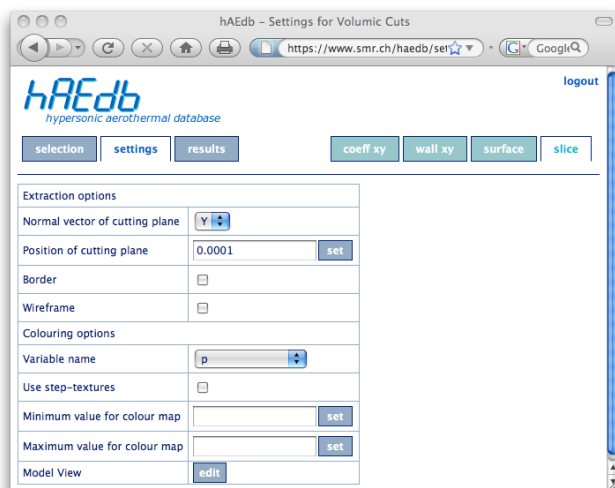 hAEdb - Settings for Volumic Cuts
https://www.smr.ch/haedb/set
G
Google
logout
hAEdb
hypersonic aerothermal database
selection settings results coeff xy wall xy surface slice
Extraction options
Normal vector of cutting plane Y
Position of cutting plane 0.0001 set
Border
Wireframe
Colouring options
Variable name p
Use step-textures
Minimum value for colour map set
Maximum value for colour map set
Model View edit